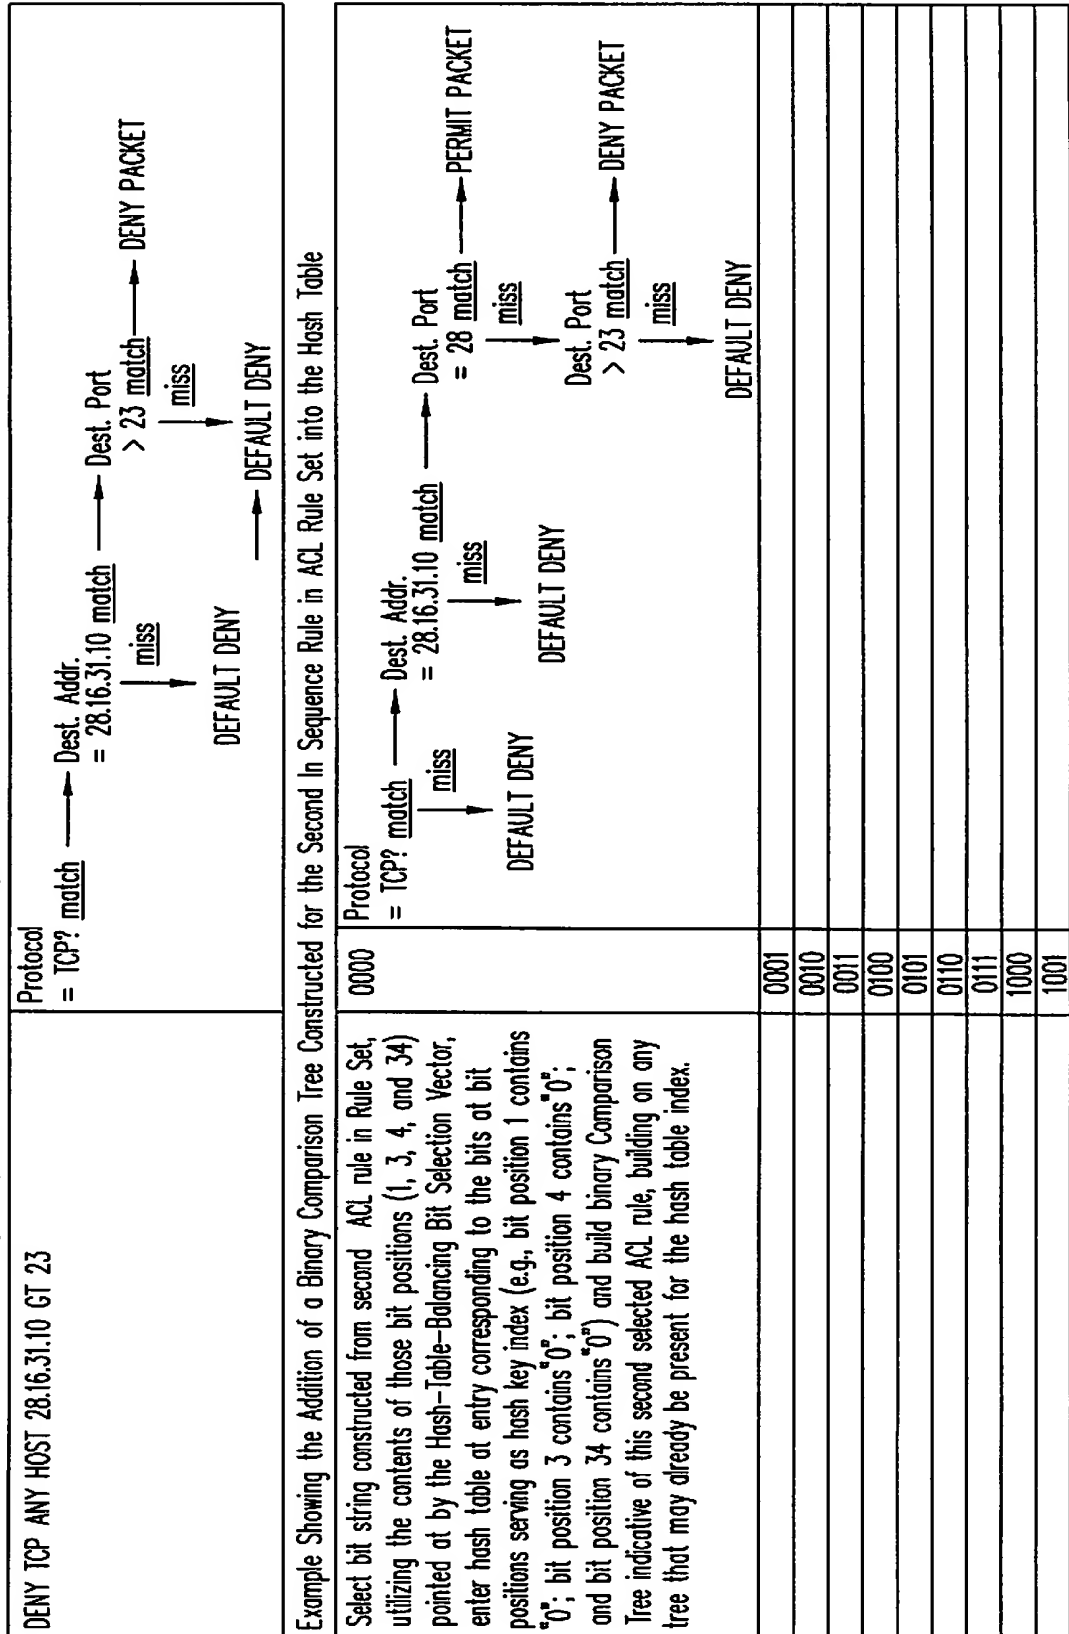 DENY TCP ANY HOST 28.16.31.10 GT 23
Protocol
= TCP? match
Dest. Addr.
= 28.16.31.10 match
miss
DEFAULT DENY
Dest. Port
> 23 match
DENY PACKET
miss
DEFAULT DENY
Example Showing the Addition of a Binary Comparison Tree Constructed for the Second In Sequence Rule in ACL Rule Set into the Hash Table
Select bit string constructed from second ACL rule in Rule Set,
utilizing the contents of those bit positions (1, 3, 4, and 34)
pointed at by the Hash-Table-Balancing Bit Selection Vector,
enter hash table at entry corresponding to the bits at bit
positions serving as hash key index (e.g., bit position 1 contains
"0"; bit position 3 contains "0"; bit position 4 contains "0";
and bit position 34 contains "0") and build binary Comparison
Tree indicative of this second selected ACL rule, building on any
tree that may already be present for the hash table index.
0000
Protocol
= TCP? match
miss
DEFAULT DENY
Dest. Addr.
= 28.16.31.10 match
miss
DEFAULT DENY
Dest. Port
= 28 match
PERMIT PACKET
miss
Dest. Port
> 23 match
DENY PACKET
miss
DEFAULT DENY
0001
0010
0011
0100
0101
0110
0111
1000
1001